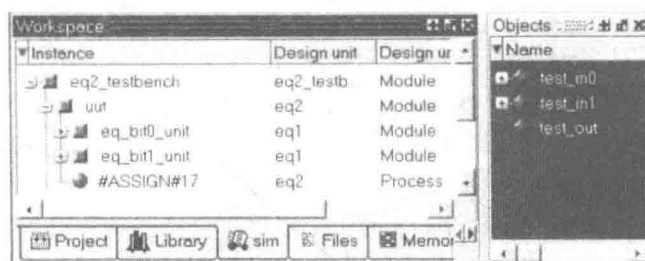 Workspace
Instance Design unit Design ur
eq2_testbench eq2_testb Module
uut eq2 Module
eq_bit0_unit eq1 Module
eq_bit1_unit eq1 Module
#ASSIGN#17 eq2 Process
Project Library sim Files Memor
Objects
Name
test_in0
test_in1
test_out